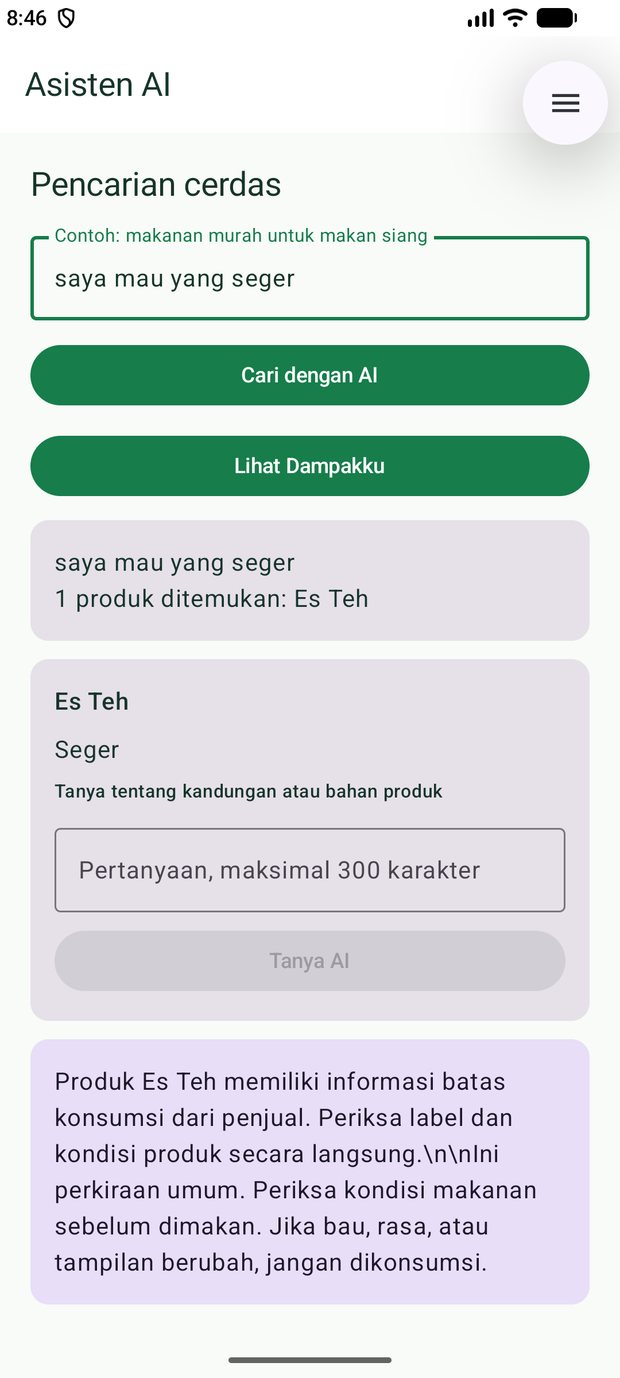 8:46
Asisten AI
Pencarian cerdas
Contoh: makanan murah untuk makan siang
saya mau yang seger
Cari dengan AI
Lihat Dampakku
saya mau yang seger
1 produk ditemukan: Es Teh
Es Teh
Seger
Tanya tentang kandungan atau bahan produk
Pertanyaan, maksimal 300 karakter
Tanya AI
Produk Es Teh memiliki informasi batas
konsumsi dari penjual. Periksa label dan
kondisi produk secara langsung.\n\nIni
perkiraan umum. Periksa kondisi makanan
sebelum dimakan. Jika bau, rasa, atau
tampilan berubah, jangan dikonsumsi.